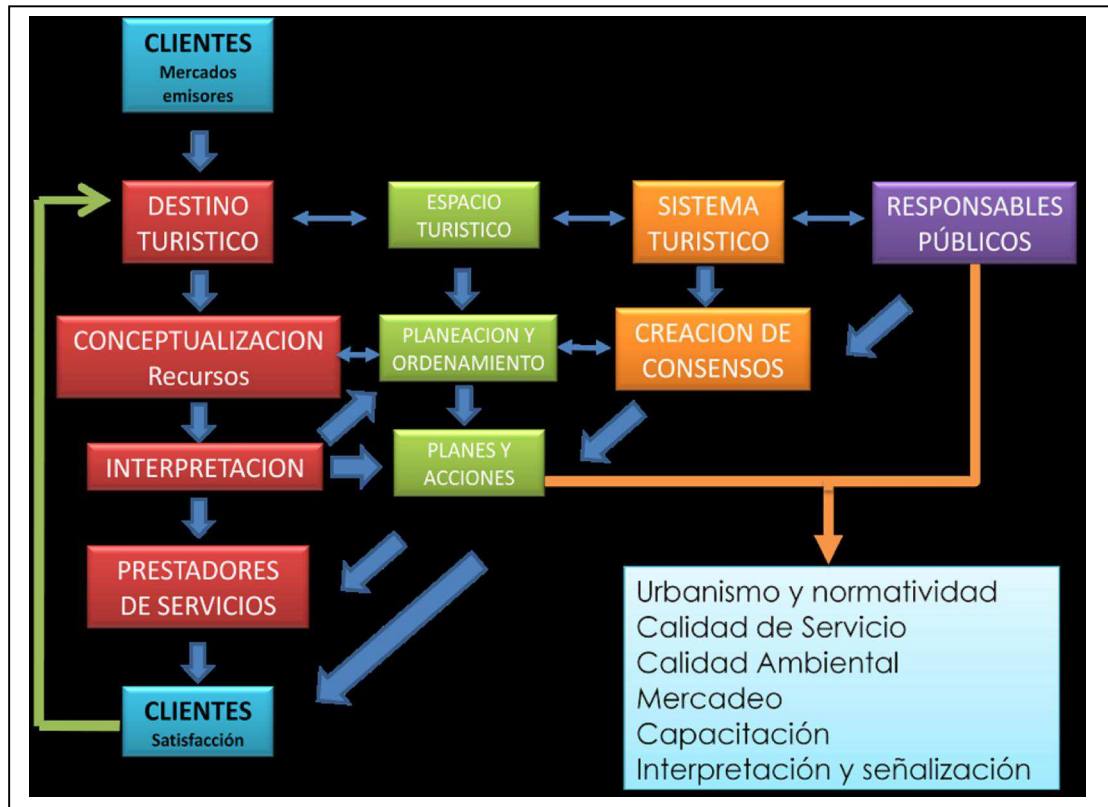 CLIENTES
Mercados
emisores
DESTINO
TURISTICO
ESPACIO
TURISTICO
SISTEMA
TURISTICO
RESPONSABLES
PÚBLICOS
CONCEPTUALIZACION
Recursos
PLANEACION Y
ORDENAMIENTO
CREACION DE
CONSENSOS
INTERPRETACION
PLANES Y
ACCIONES
PRESTADORES
DE SERVICIOS
CLIENTES
Satisfacción
Urbanismo y normatividad
Calidad de Servicio
Calidad Ambiental
Mercadeo
Capacitación
Interpretación y señalización